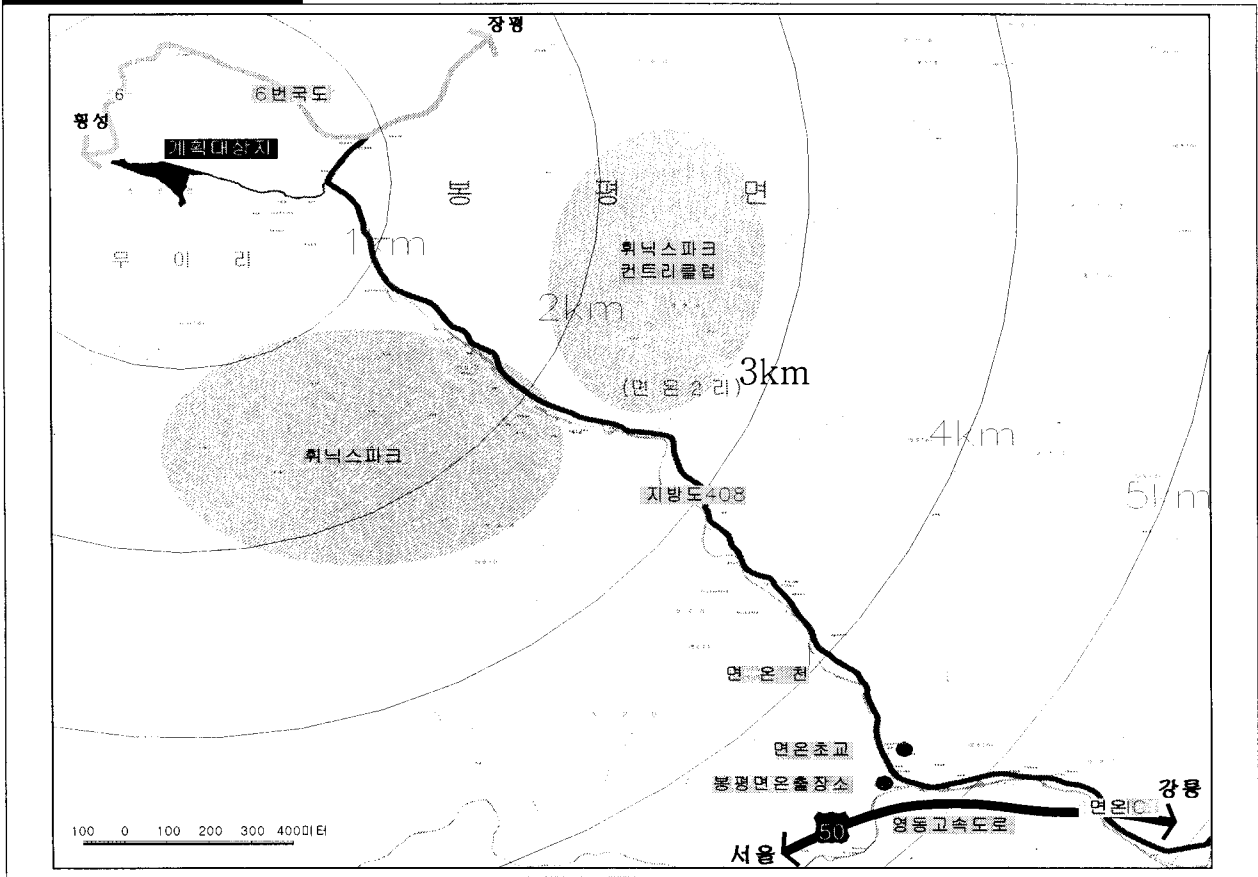 장평
6
6번국도
횡성
계획대상지
봉 평 면
1km
무 이 리
휘닉스파크
컨트리클럽
2km
(면 온 2 리)
3km
4km
휘닉스파크
지방도408
5km
면 온 천
면온초교
봉평면온출장소
강릉
면온IC
100 0 100 200 300 400미터
50
영동고속도로
서울